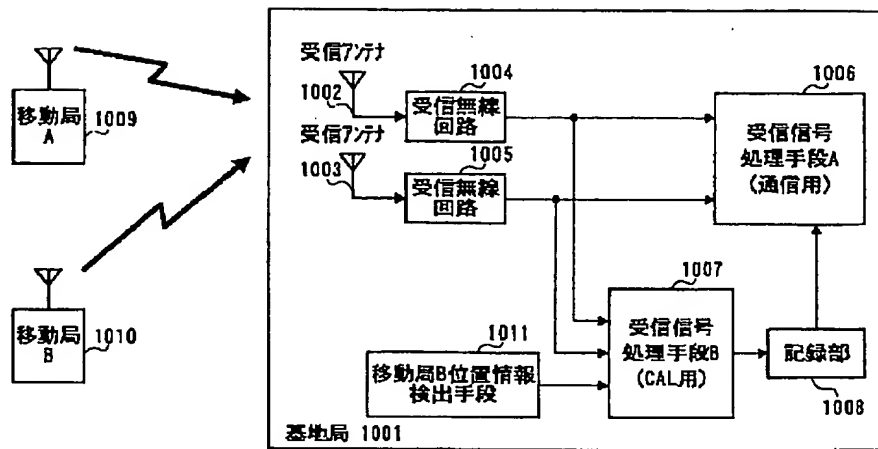 移動局
A
1009
移動局
B
1010
受信アンテナ
1002
受信無線
回路
1004
受信アンテナ
1003
受信無線
回路
1005
1006
受信信号
処理手段A
(通信用)
1007
受信信号
処理手段B
(CAL用)
1011
移動局B位置情報
検出手段
記録部
1008
基地局 1001